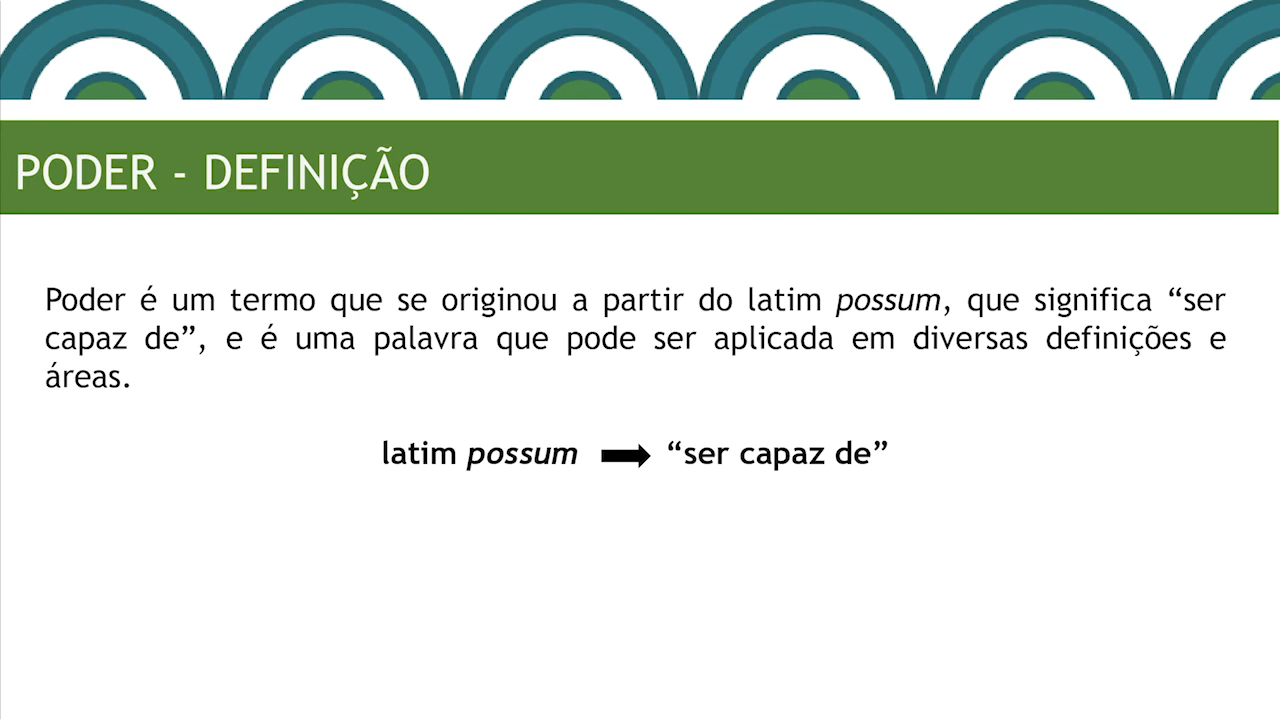 PODER - DEFINIÇÃO
Poder é um termo que se originou a partir do latim possum, que significa “ser
capaz de”, e é uma palavra que pode ser aplicada em diversas definições e
áreas.
latim possum ➡ “ser capaz de”